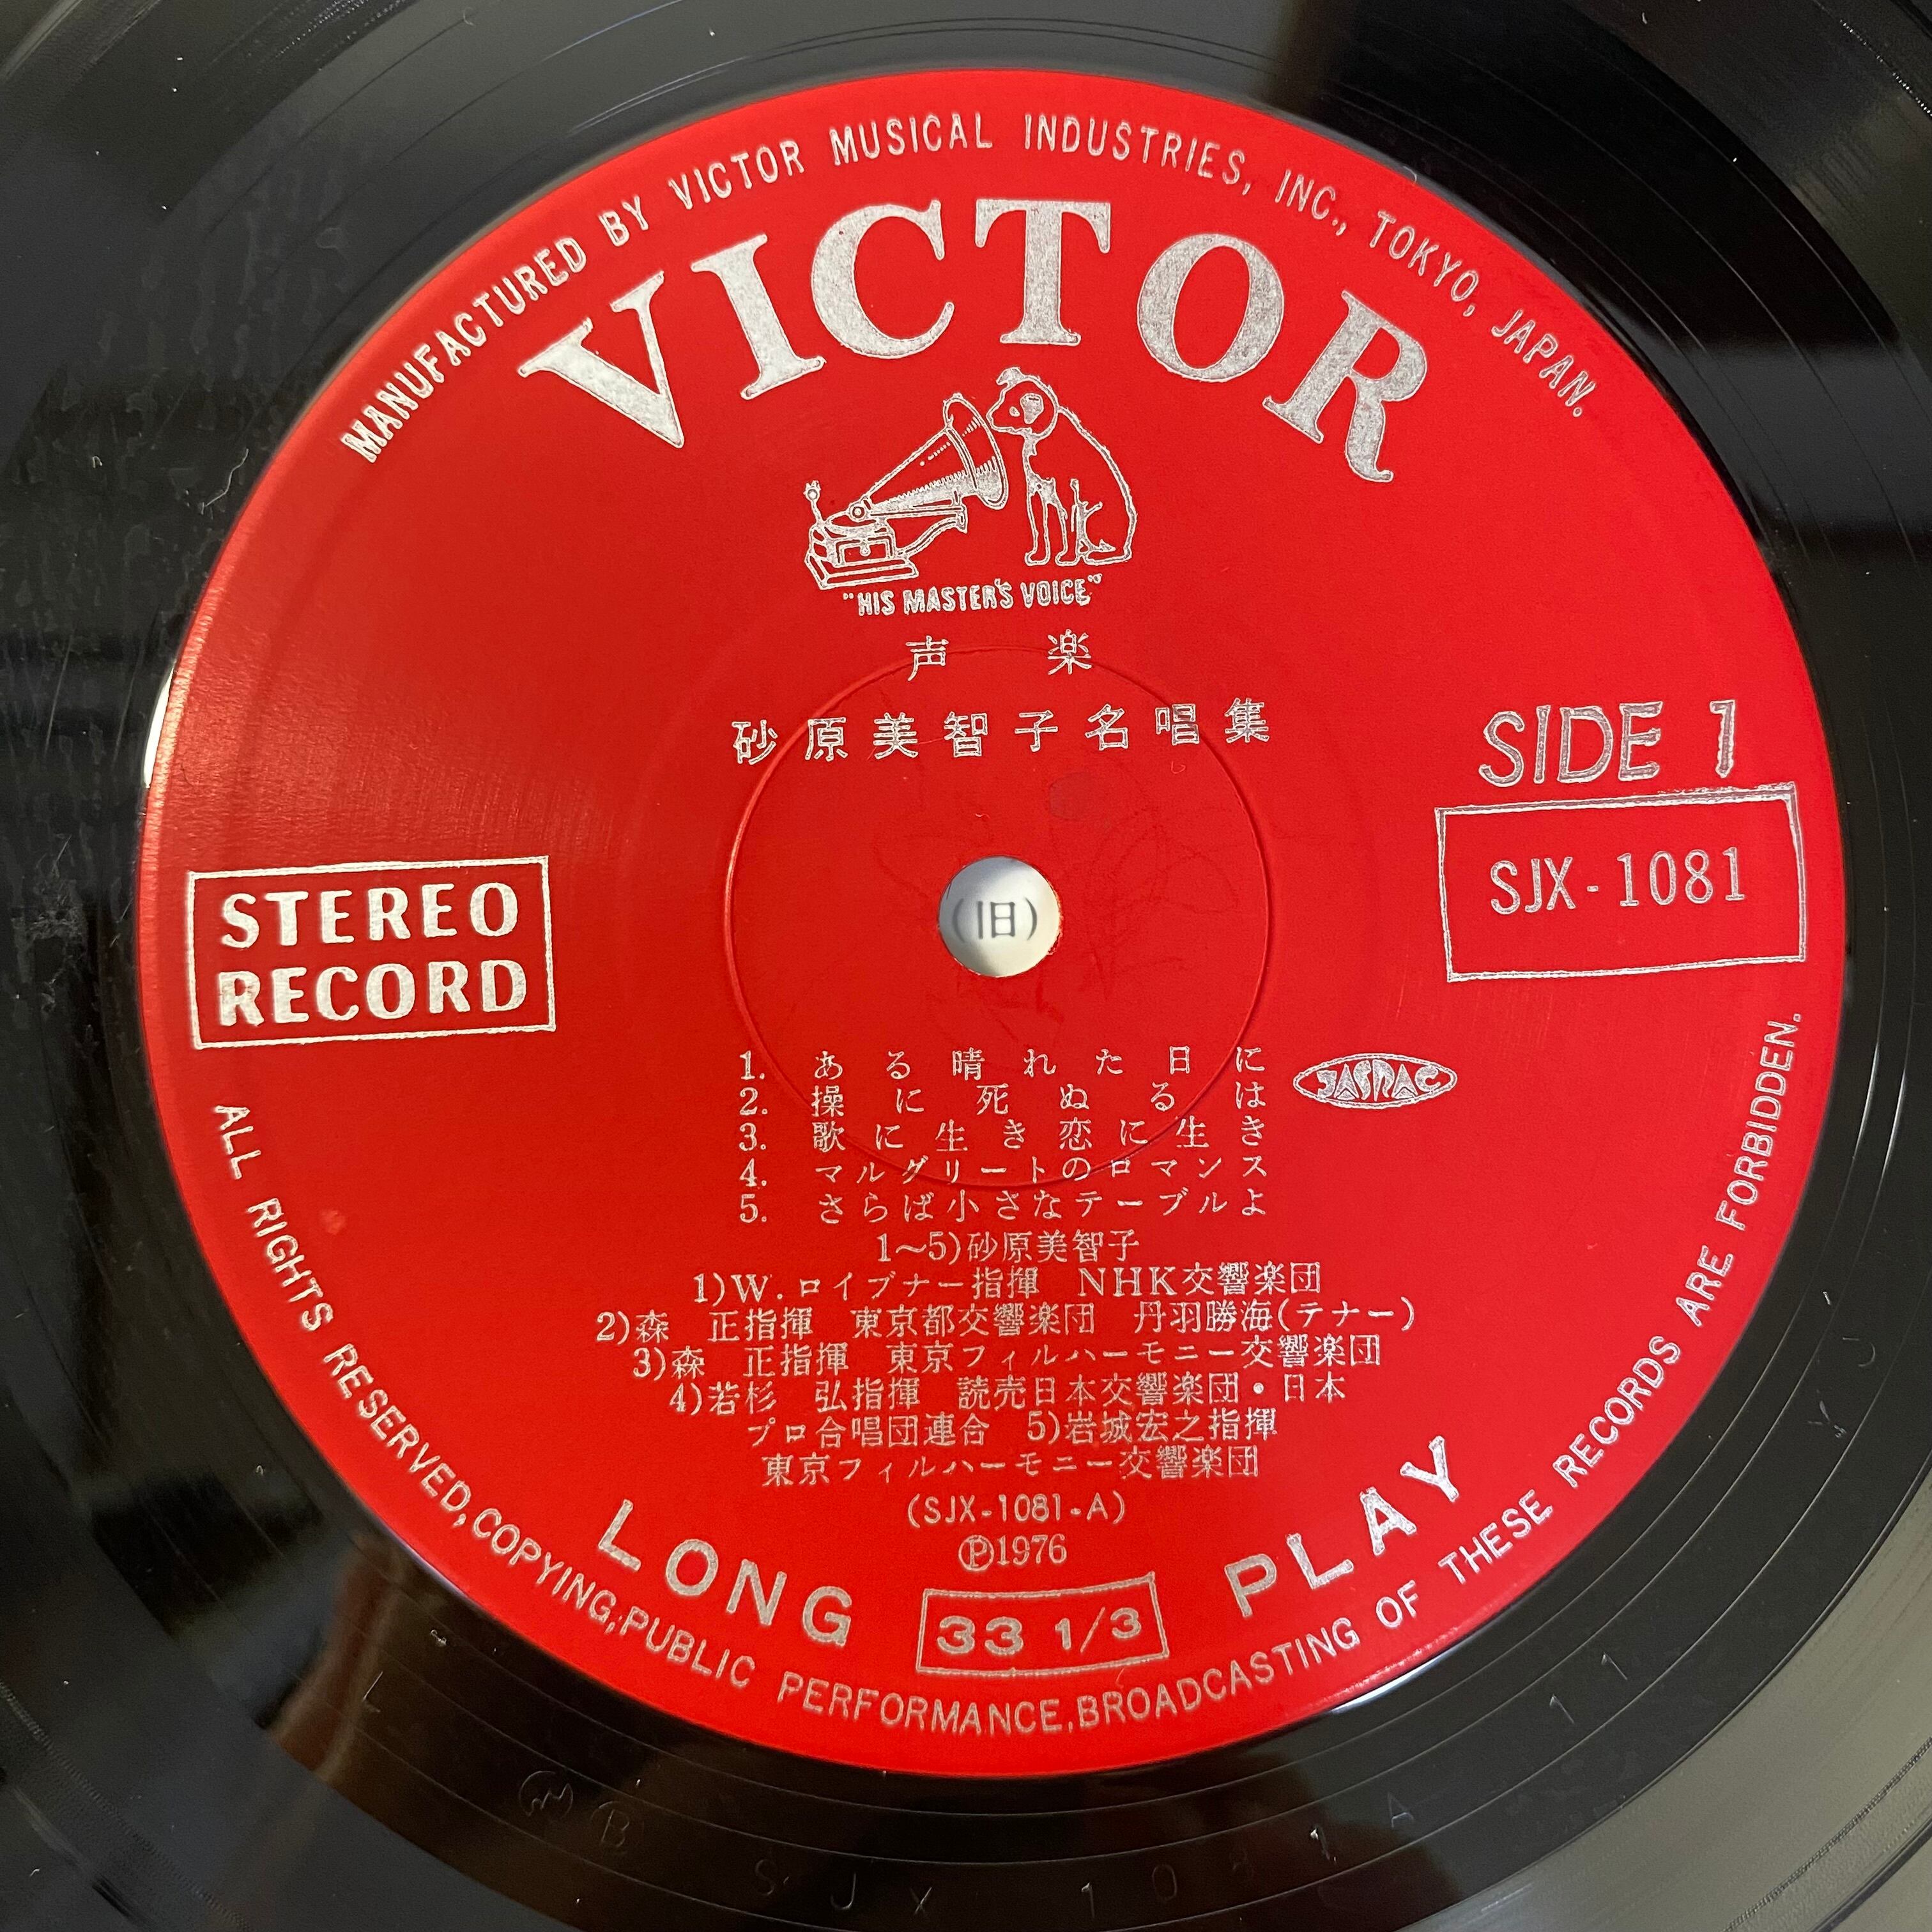 MANUFACTURED BY VICTOR MUSICAL INDUSTRIES, INC., TOKYO, JAPAN.
VICTOR
"HIS MASTER'S VOICE"
声 楽
砂原美智子名唱集
SIDE 1
SJX-1081
STEREO
RECORD
(旧)
1. ある晴れた日に
JASRAC
2. 操に死ぬるは
3. 歌に生き恋に生き
4. マルグリートのロマンス
5. さらば小さなテーブルよ
1〜5)砂原美智子
1)W.ロイブナー指揮 NHK交響楽団
2)森 正指揮 東京都交響楽団 丹羽勝海(テナー)
3)森 正指揮 東京フィルハーモニー交響楽団
4)若杉 弘指揮 読売日本交響楽団・日本
プロ合唱団連合 5)岩城宏之指揮
東京フィルハーモニー交響楽団
(SJX-1081-A)
Ⓟ1976
LONG 33 1/3 PLAY
ALL RIGHTS RESERVED, COPYING, PUBLIC PERFORMANCE, BROADCASTING OF THESE RECORDS ARE FORBIDDEN.
B SJX 1081 A 11